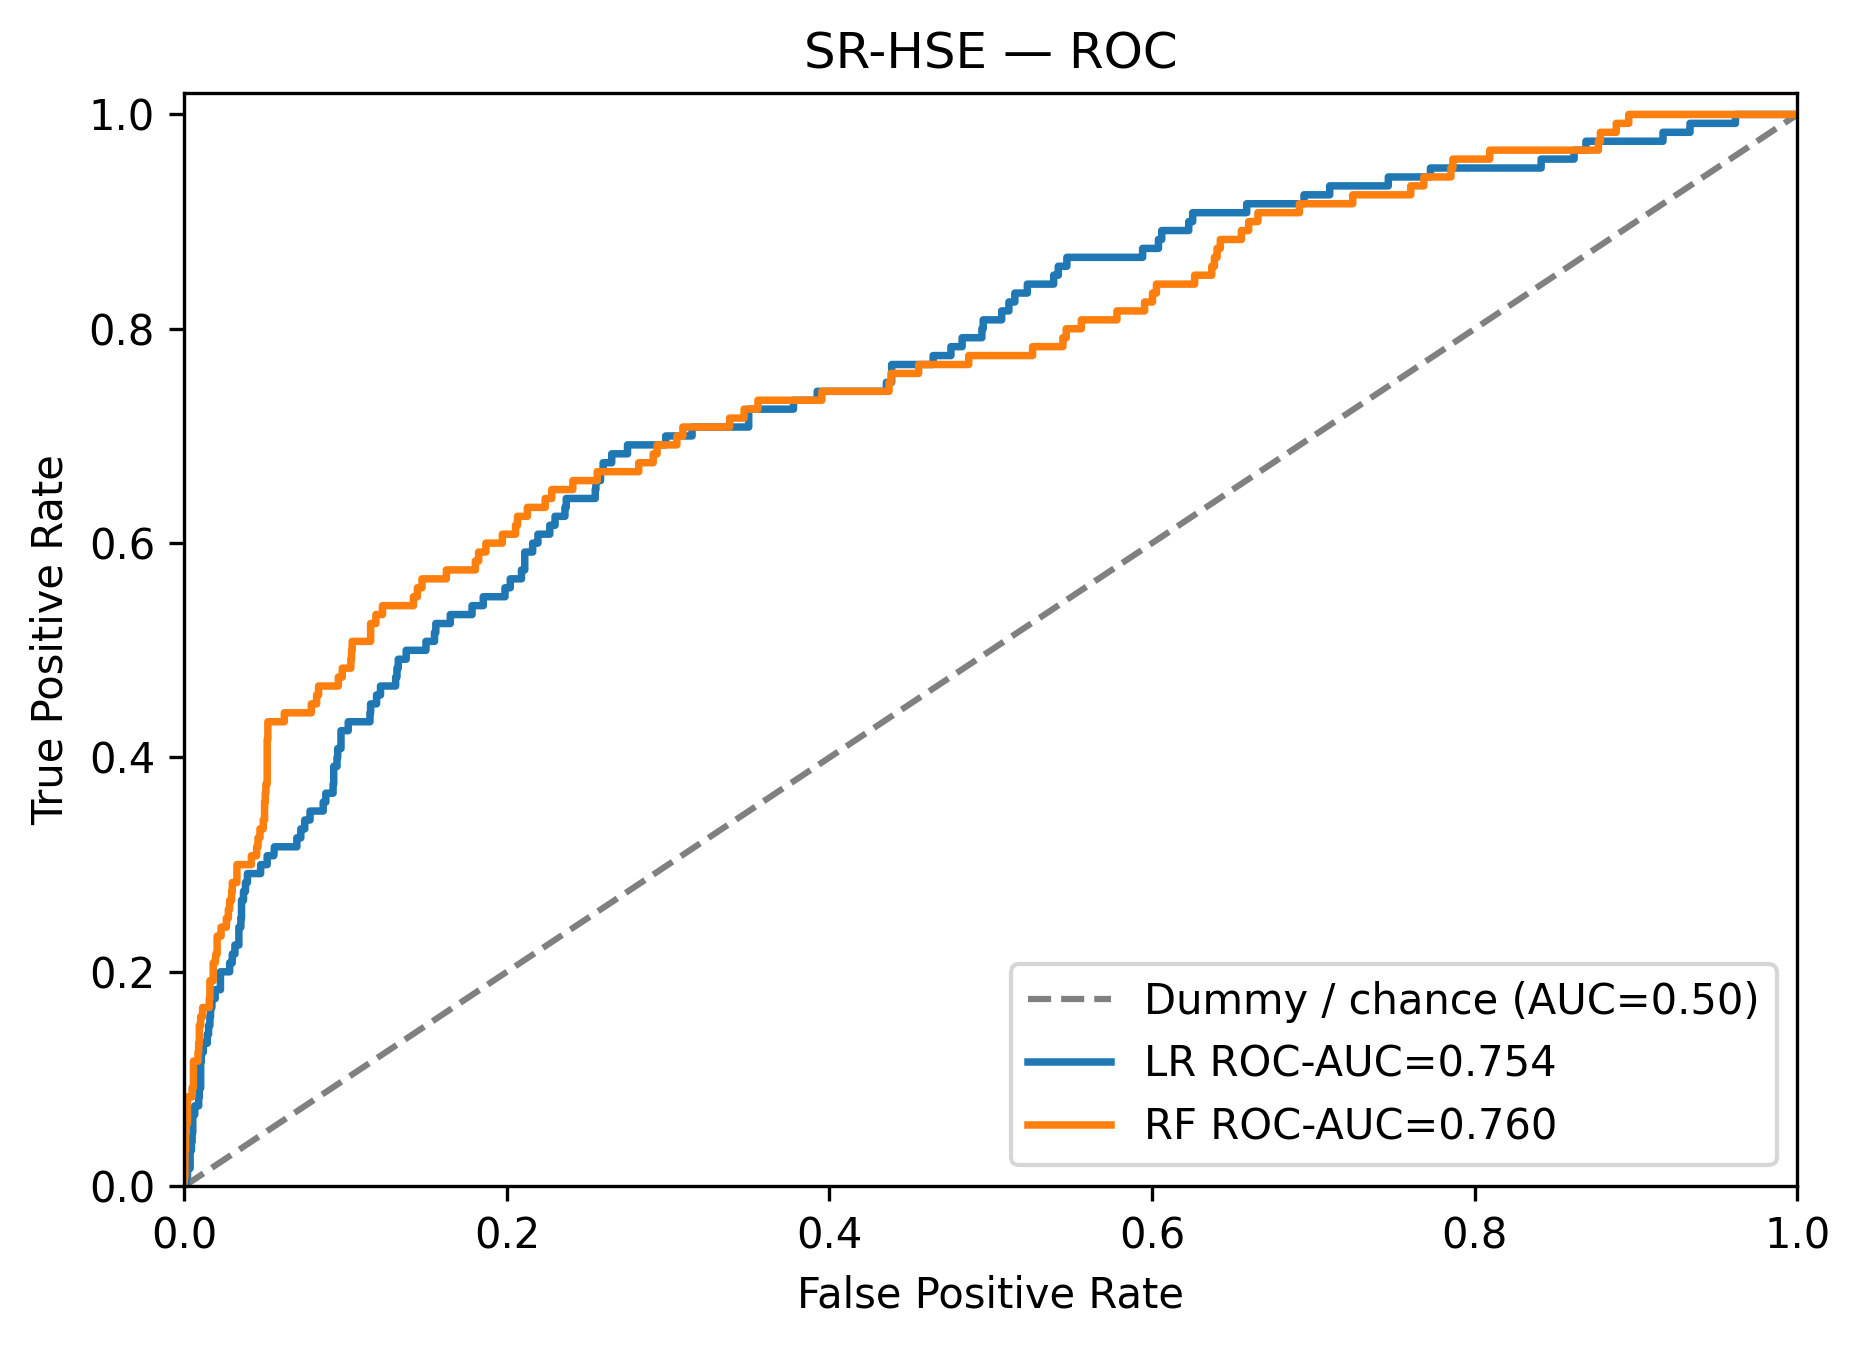 SR-HSE — ROC
True Positive Rate
1.0
0.8
0.6
0.4
0.2
0.0
Dummy / chance (AUC=0.50)
LR ROC-AUC=0.754
RF ROC-AUC=0.760
0.0 0.2 0.4 0.6 0.8 1.0
False Positive Rate